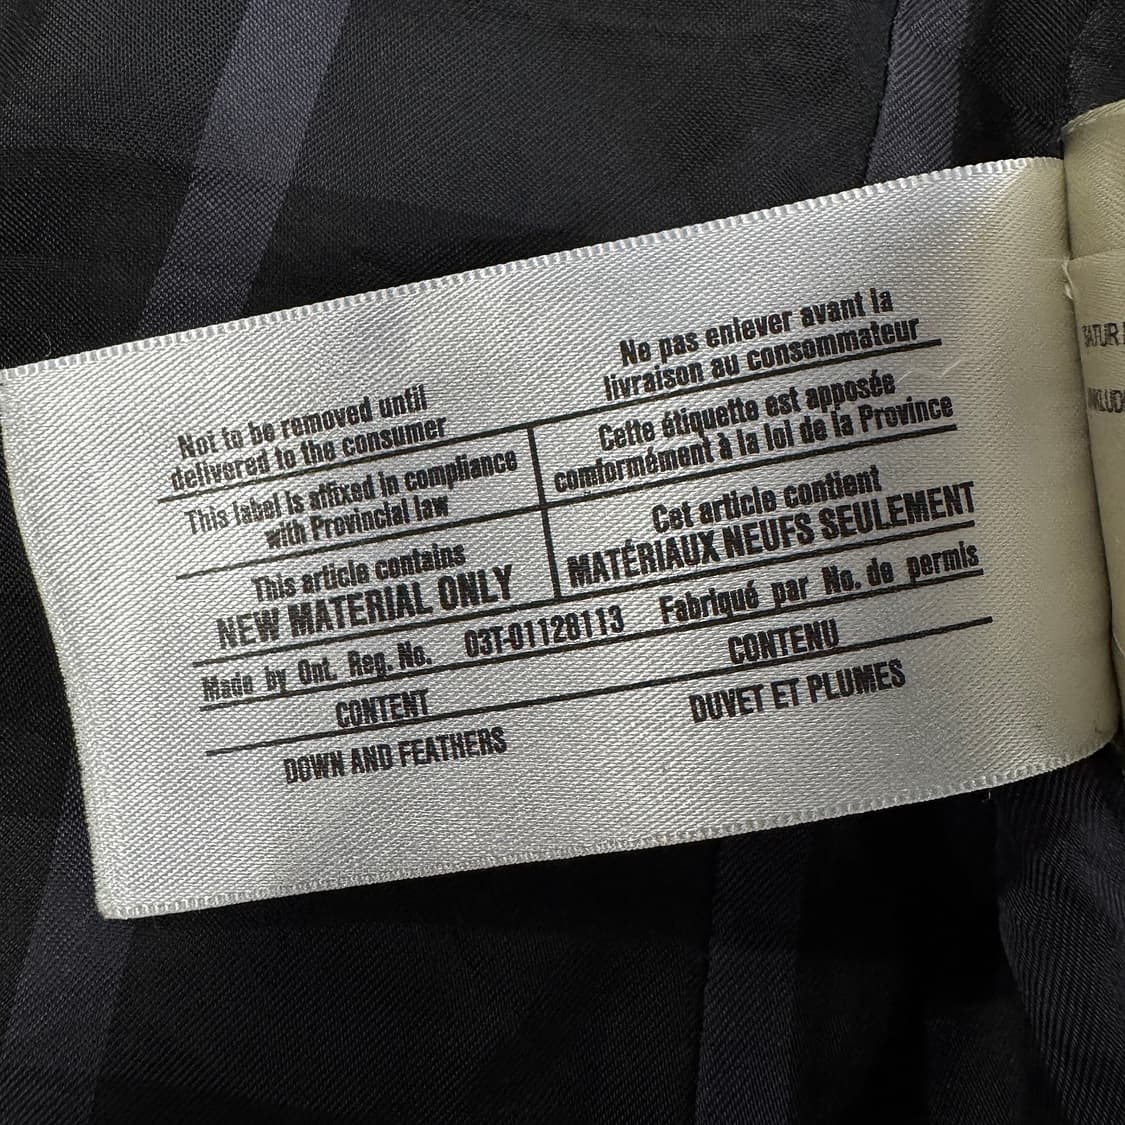 Not to be removed until
delivered to the consumer
Ne pas enlever avant la
livraison au consommateur
This label is affixed in compliance
with Provincial law
Cette étiquette est apposée
conformément à la loi de la Province
This article contains
NEW MATERIAL ONLY
Cet article contient
MATÉRIAUX NEUFS SEULEMENT
Made by Ont. Reg. No. 03T-01128113 Fabriqué par No. de permis
CONTENT
CONTENU
DOWN AND FEATHERS
DUVET ET PLUMES